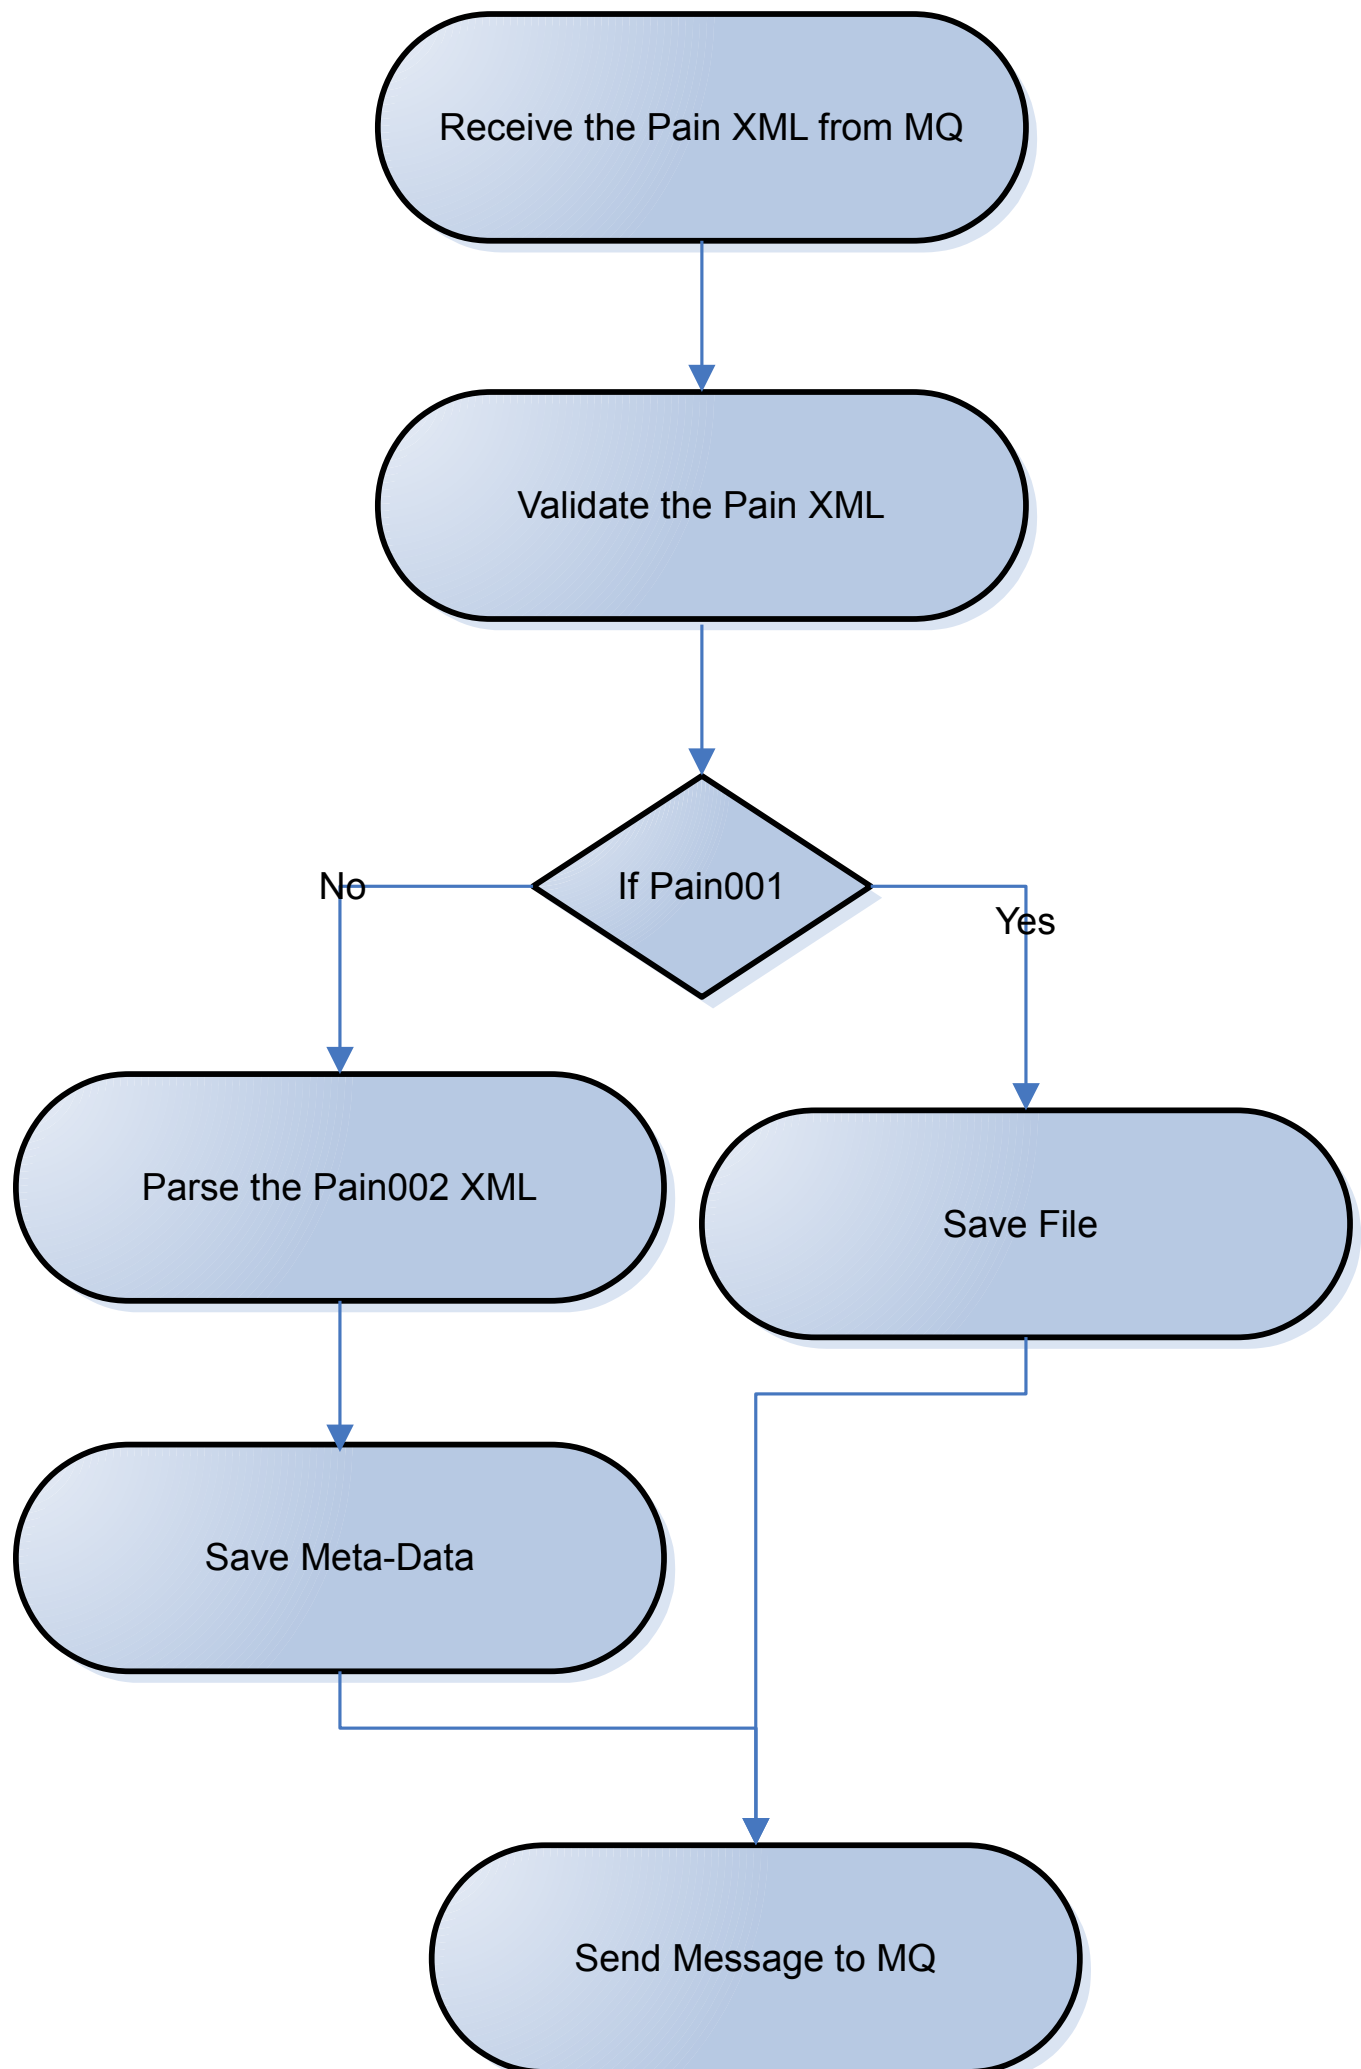 Receive the Pain XML from MQ
Validate the Pain XML
If Pain001
No
Yes
Parse the Pain002 XML
Save File
Save Meta-Data
Send Message to MQ